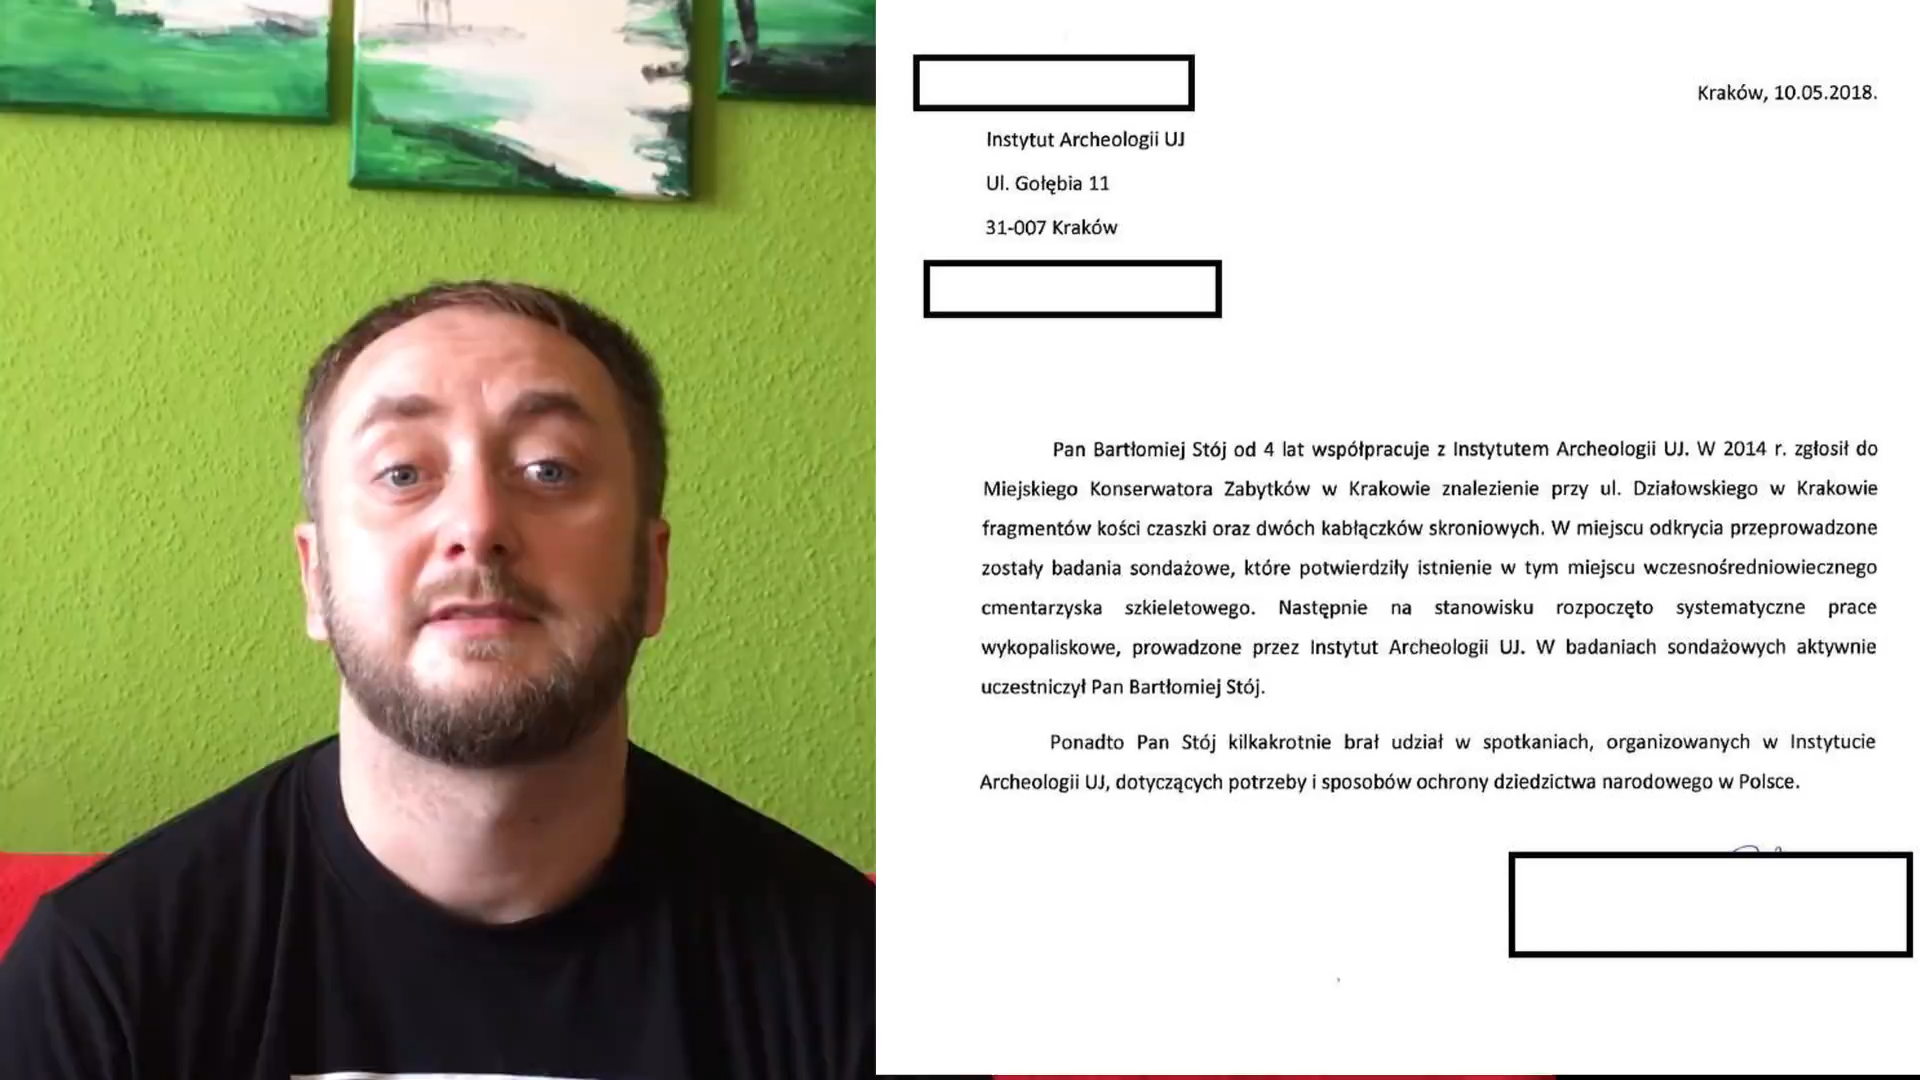 Kraków, 10.05.2018.
Instytut Archeologii UJ
Ul. Gołębia 11
31-007 Kraków
Pan Bartłomiej Stój od 4 lat współpracuje z Instytutem Archeologii UJ. W 2014 r. zgłosił do
Miejskiego Konserwatora Zabytków w Krakowie znalezienie przy ul. Działowskiego w Krakowie
fragmentów kości czaszki oraz dwóch kabłączków skroniowych. W miejscu odkrycia przeprowadzone
zostały badania sondażowe, które potwierdziły istnienie w tym miejscu wczesnośredniowiecznego
cmentarzyska szkieletowego. Następnie na stanowisku rozpoczęto systematyczne prace
wykopaliskowe, prowadzone przez Instytut Archeologii UJ. W badaniach sondażowych aktywnie
uczestniczył Pan Bartłomiej Stój.
Ponadto Pan Stój kilkakrotnie brał udział w spotkaniach, organizowanych w Instytucie
Archeologii UJ, dotyczących potrzeby i sposobów ochrony dziedzictwa narodowego w Polsce.